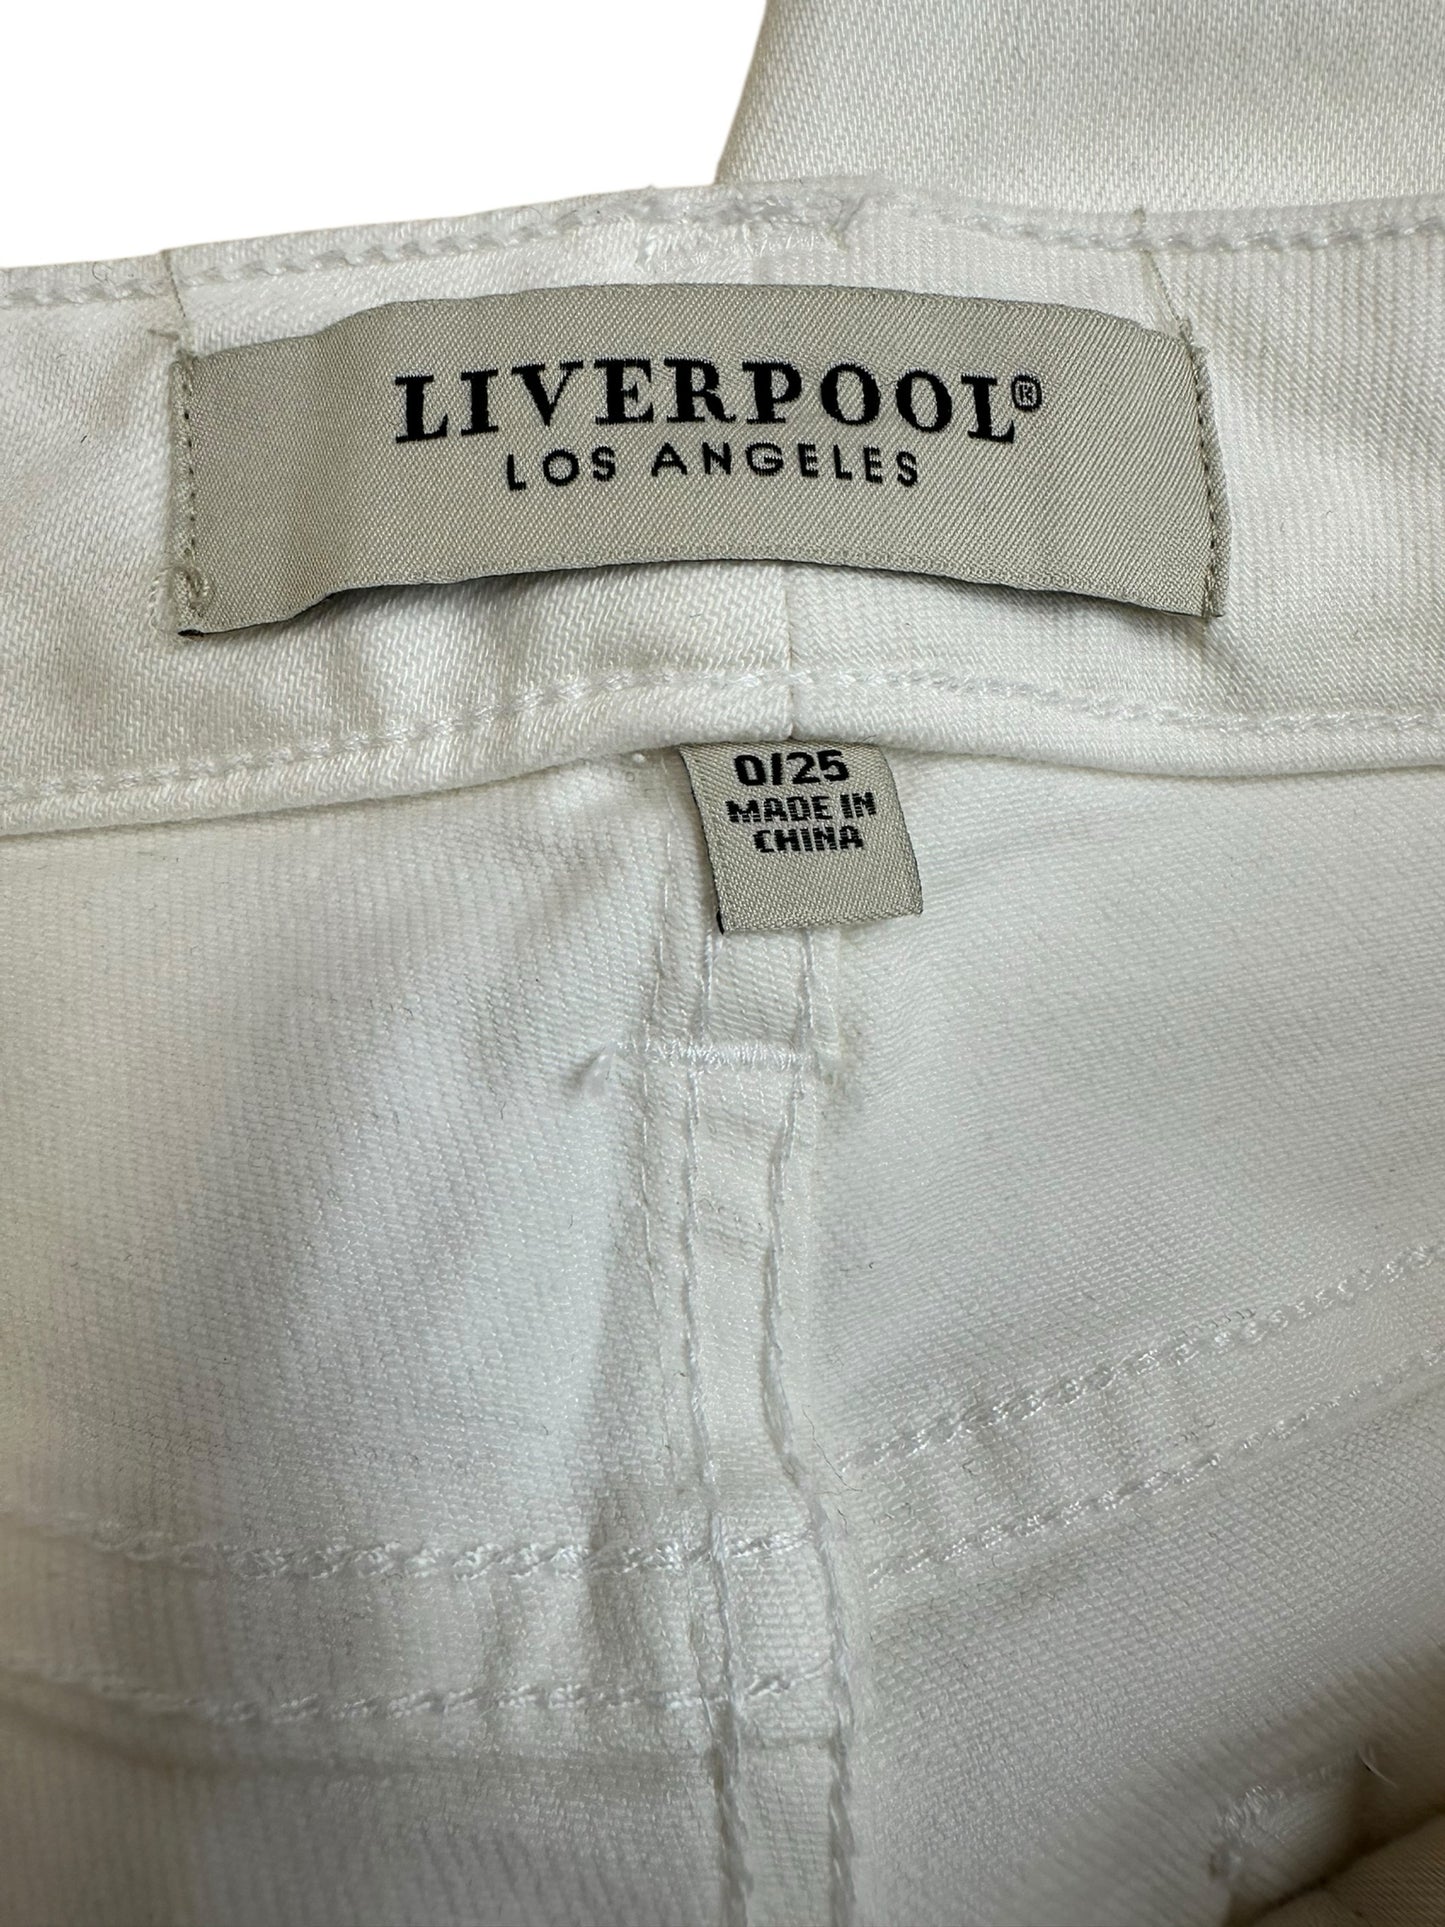 LIVERPOOL®
LOS ANGELES
0/25
MADE IN
CHINA